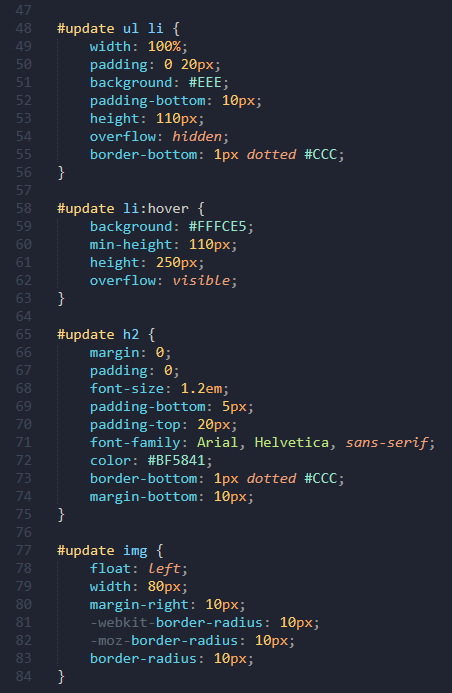 47
48 #update ul li {
49 width: 100%;
50 padding: 0 20px;
51 background: #EEE;
52 padding-bottom: 10px;
53 height: 110px;
54 overflow: hidden;
55 border-bottom: 1px dotted #CCC;
56 }
57
58 #update li:hover {
59 background: #FFFCE5;
60 min-height: 110px;
61 height: 250px;
62 overflow: visible;
63 }
64
65 #update h2 {
66 margin: 0;
67 padding: 0;
68 font-size: 1.2em;
69 padding-bottom: 5px;
70 padding-top: 20px;
71 font-family: Arial, Helvetica, sans-serif;
72 color: #BF5841;
73 border-bottom: 1px dotted #CCC;
74 margin-bottom: 10px;
75 }
76
77 #update img {
78 float: left;
79 width: 80px;
80 margin-right: 10px;
81 -webkit-border-radius: 10px;
82 -moz-border-radius: 10px;
83 border-radius: 10px;
84 }